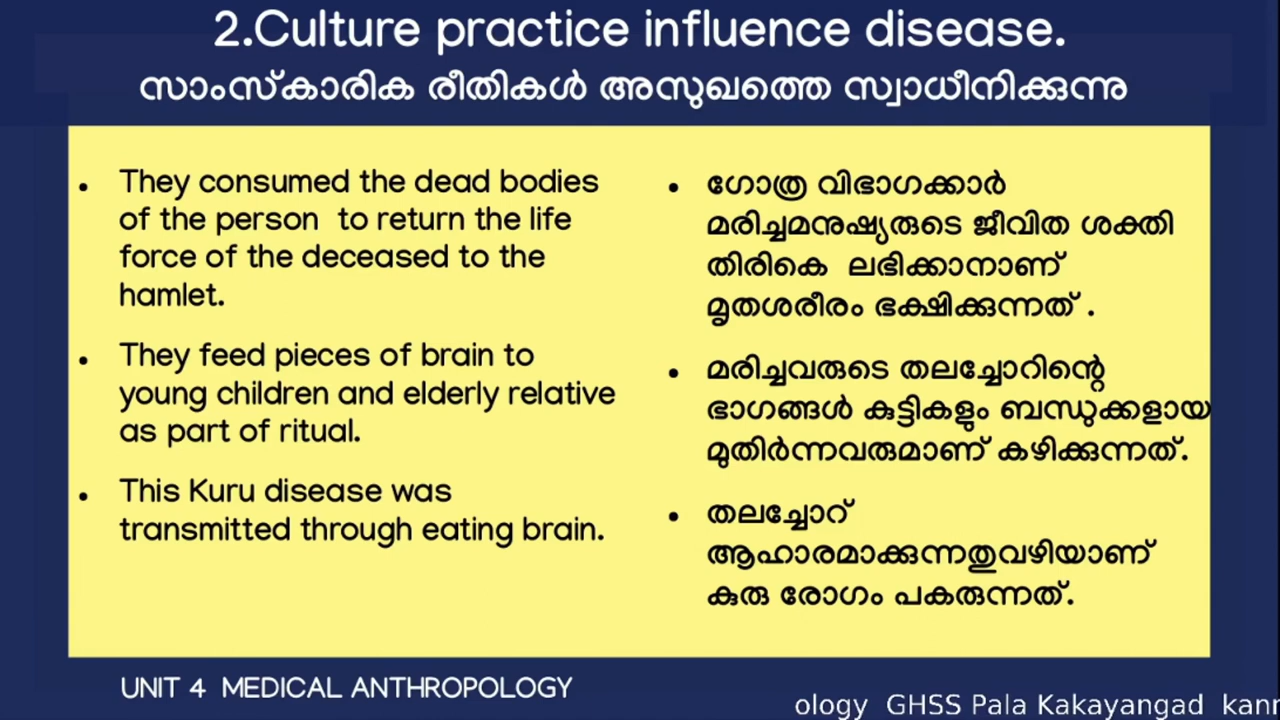 2.Culture practice influence disease.
സാംസ്കാരിക രീതികൾ അസുഖത്തെ സ്വാധീനിക്കുന്നു
• They consumed the dead bodies
of the person to return the life
force of the deceased to the
hamlet.
• They feed pieces of brain to
young children and elderly relative
as part of ritual.
• This Kuru disease was
transmitted through eating brain.
• ഗോത്ര വിഭാഗക്കാർ
മരിച്ചമനുഷ്യരുടെ ജീവിത ശക്തി
തിരികെ ലഭിക്കാനാണ്
മൃതശരീരം ഭക്ഷിക്കുന്നത് .
• മരിച്ചവരുടെ തലച്ചോറിന്റെ
ഭാഗങ്ങൾ കുട്ടികളും ബന്ധുക്കളായ
മുതിർന്നവരുമാണ് കഴിക്കുന്നത്.
• തലച്ചോറ്
ആഹാരമാക്കുന്നതുവഴിയാണ്
കുരു രോഗം പകരുന്നത്.
UNIT 4 MEDICAL ANTHROPOLOGY
ology GHSS Pala Kakayangad kann